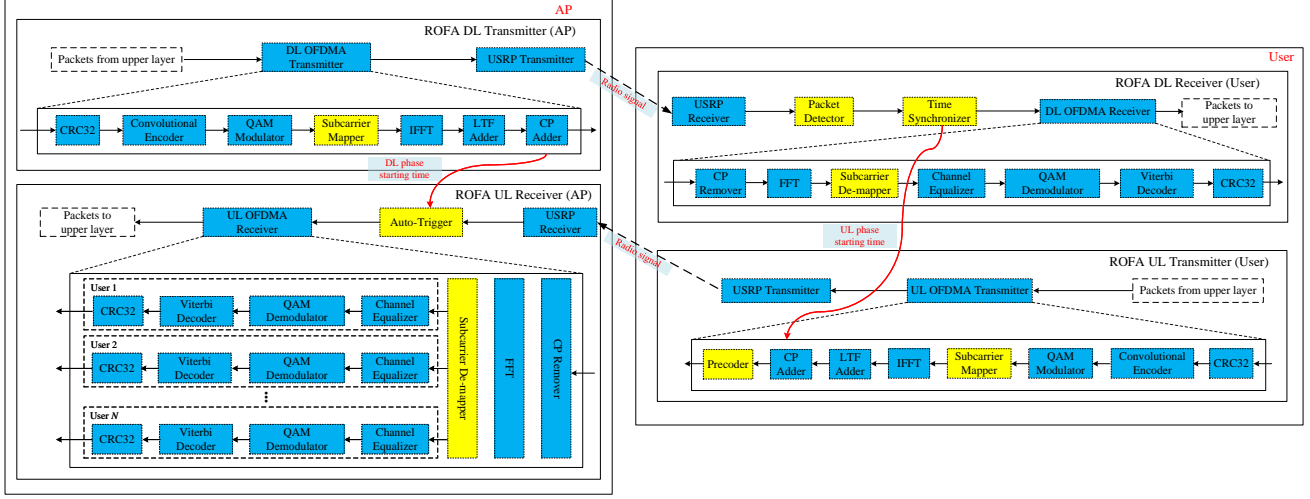 AP
ROFA DL Transmitter (AP)
Packets from upper layer
DL OFDMA
Transmitter
USRP Transmitter
Radio signal
CRC32
Convolutional
Encoder
QAM
Modulator
Subcarrier
Mapper
IFFT
LTF
Adder
CP
Adder
DL phase
starting time
ROFA UL Receiver (AP)
Packets to
upper layer
UL OFDMA
Receiver
Auto-Trigger
USRP
Receiver
Radio signal
User 1
CRC32
Viterbi
Decoder
QAM
Demodulator
Channel
Equalizer
User 2
CRC32
Viterbi
Decoder
QAM
Demodulator
Channel
Equalizer
User N
CRC32
Viterbi
Decoder
QAM
Demodulator
Channel
Equalizer
Subcarrier De-mapper
FFT
CP Remover
User
ROFA DL Receiver (User)
USRP
Receiver
Packet
Detector
Time
Synchronizer
DL OFDMA Receiver
Packets to
upper layer
CP
Remover
FFT
Subcarrier
De-mapper
Channel
Equalizer
QAM
Demodulator
Viterbi
Decoder
CRC32
UL phase
starting time
ROFA UL Transmitter (User)
USRP Transmitter
UL OFDMA Transmitter
Packets from upper layer
Precoder
CP
Adder
LTF
Adder
IFFT
Subcarrier
Mapper
QAM
Modulator
Convolutional
Encoder
CRC32